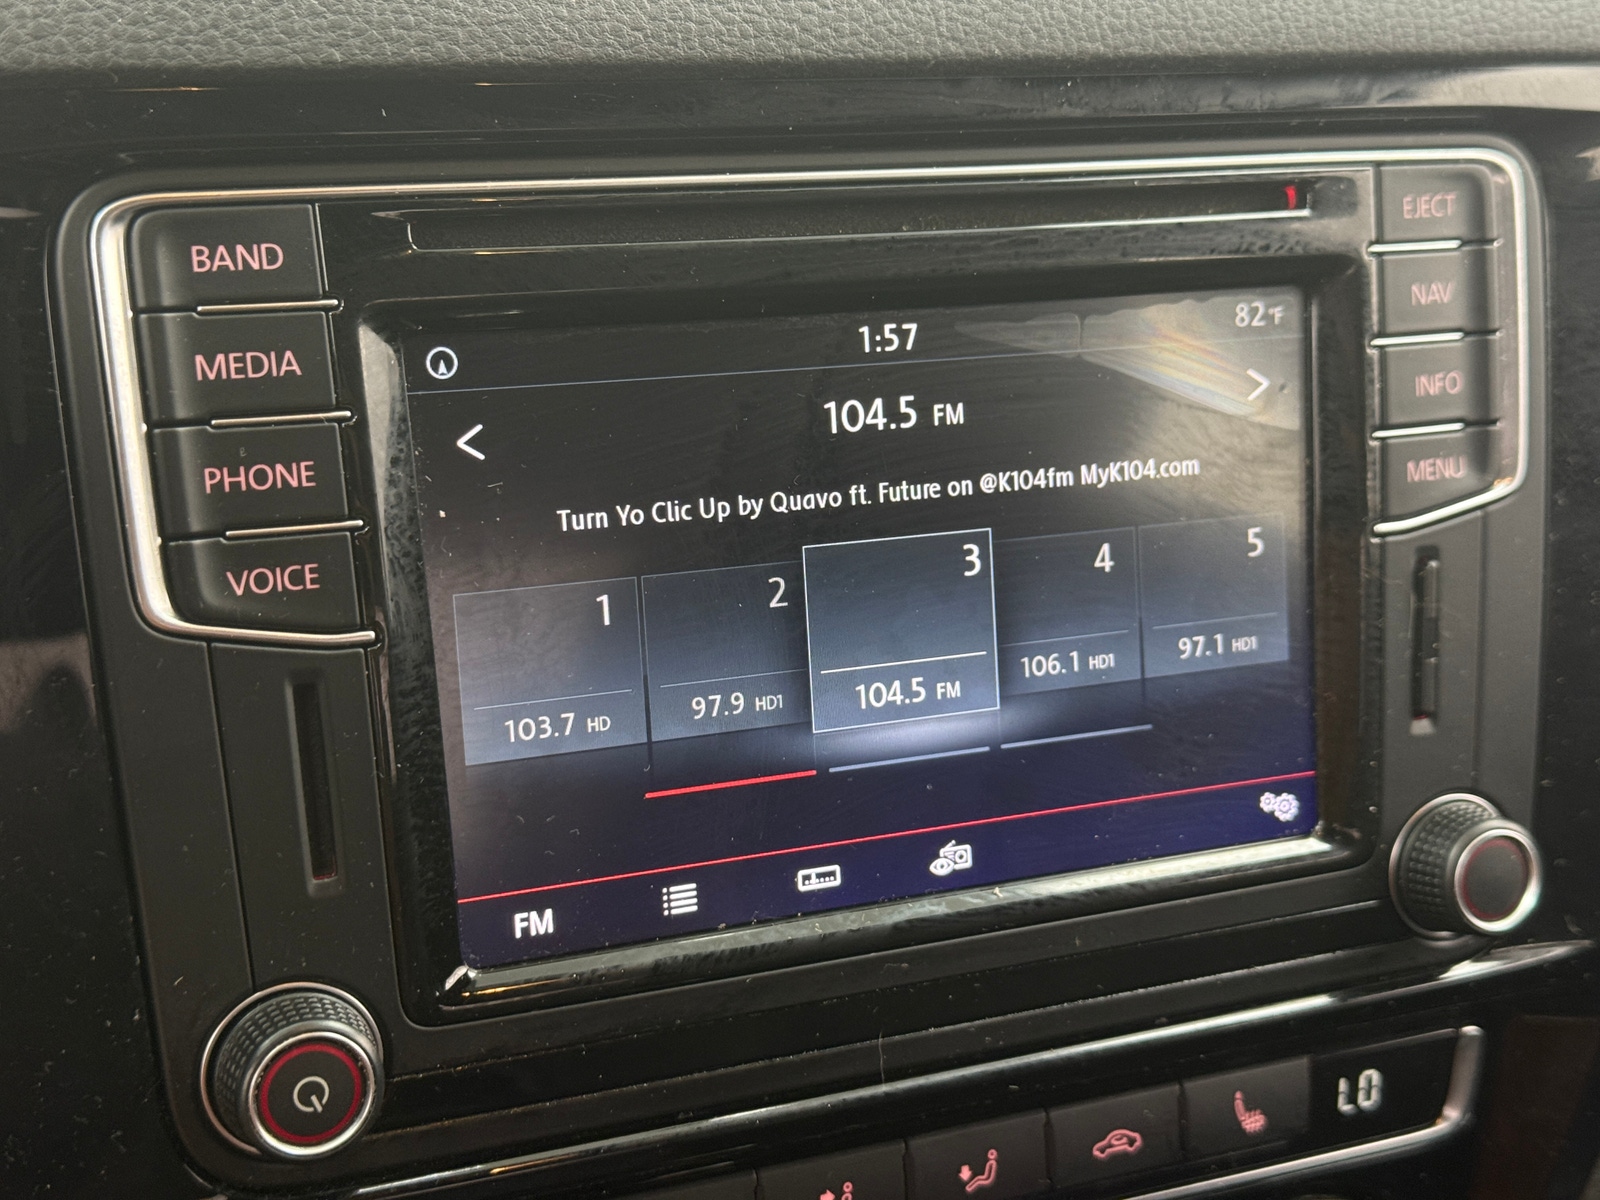 BAND
MEDIA
PHONE
VOICE
EJECT
NAV
INFO
MENU
1:57
82°F
104.5 FM
Turn Yo Clic Up by Quavo ft. Future on @K104fm MyK104.com
1
2
3
4
5
103.7 HD
97.9 HD1
104.5 FM
106.1 HD1
97.1 HD1
FM
LO